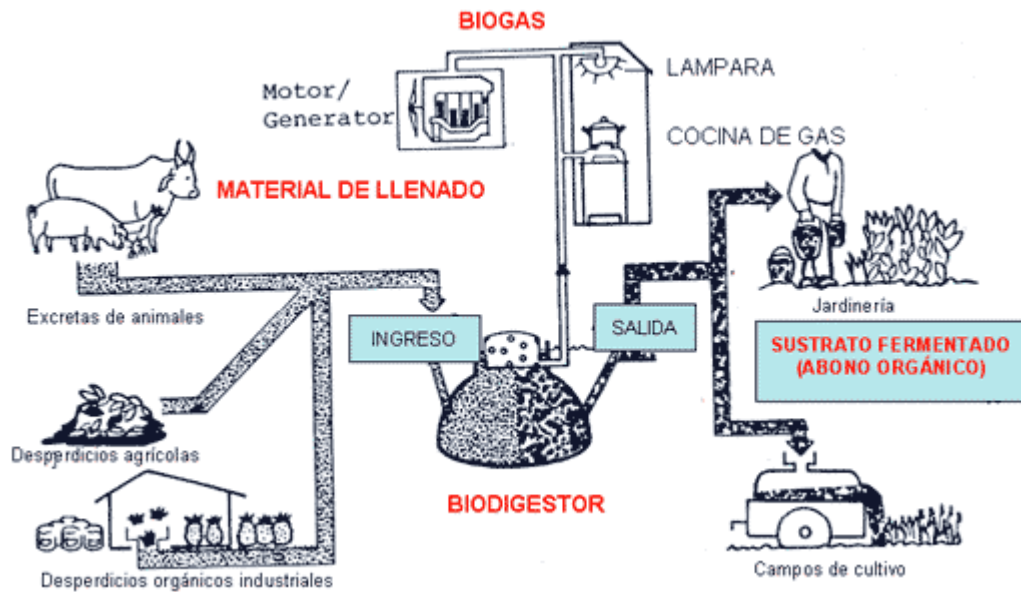 BIOGAS
LAMPARA
Motor/
Generator
COCINA DE GAS
MATERIAL DE LLENADO
Excretas de animales
INGRESO
SALIDA
Jardinería
SUSTRATO FERMENTADO
(ABONO ORGÁNICO)
Desperdicios agrícolas
BIODIGESTOR
Desperdicios orgánicos industriales
Campos de cultivo